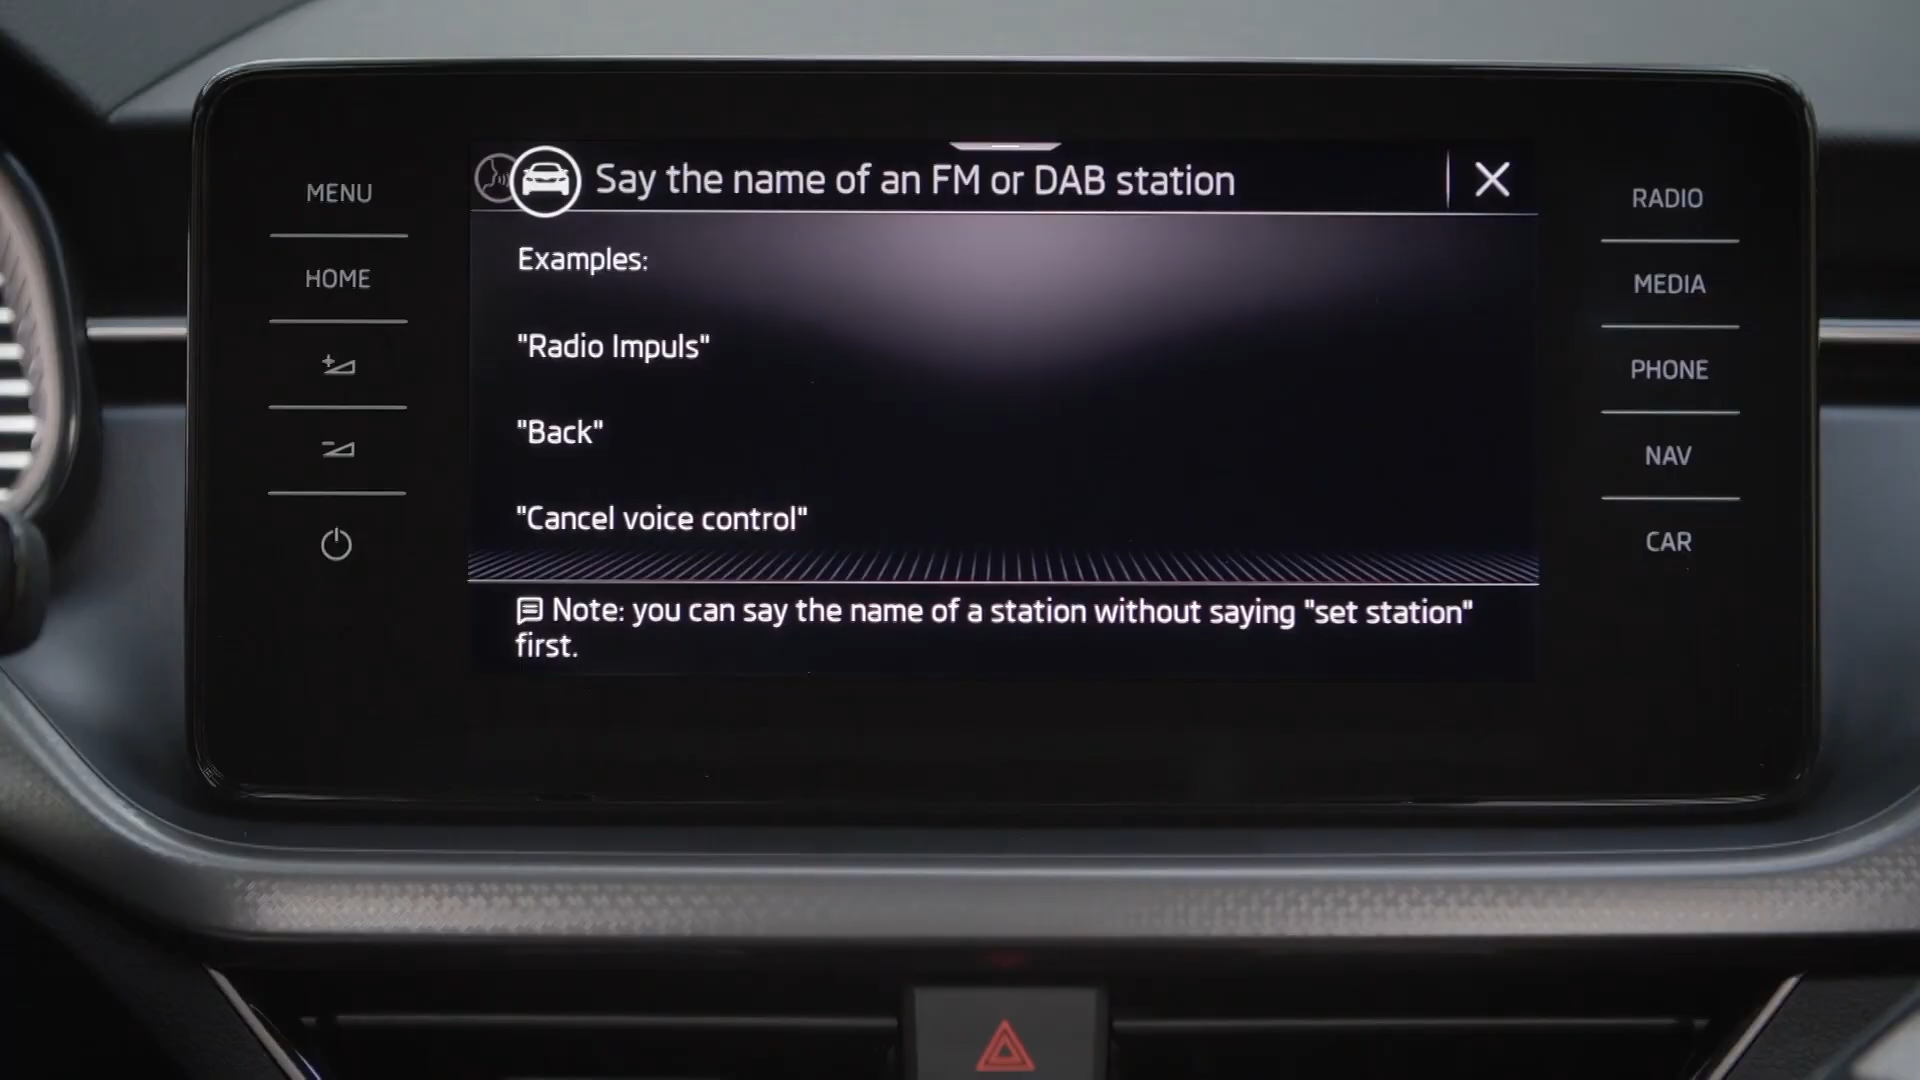 MENU
HOME
Say the name of an FM or DAB station
Examples:
"Radio Impuls"
"Back"
"Cancel voice control"
Note: you can say the name of a station without saying "set station"
first.
RADIO
MEDIA
PHONE
NAV
CAR